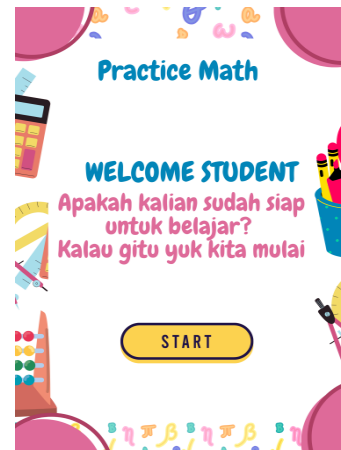 Practice Math
WELCOME STUDENT
Apakah kalian sudah siap
untuk belajar?
Kalau gitu yuk kita mulai
START